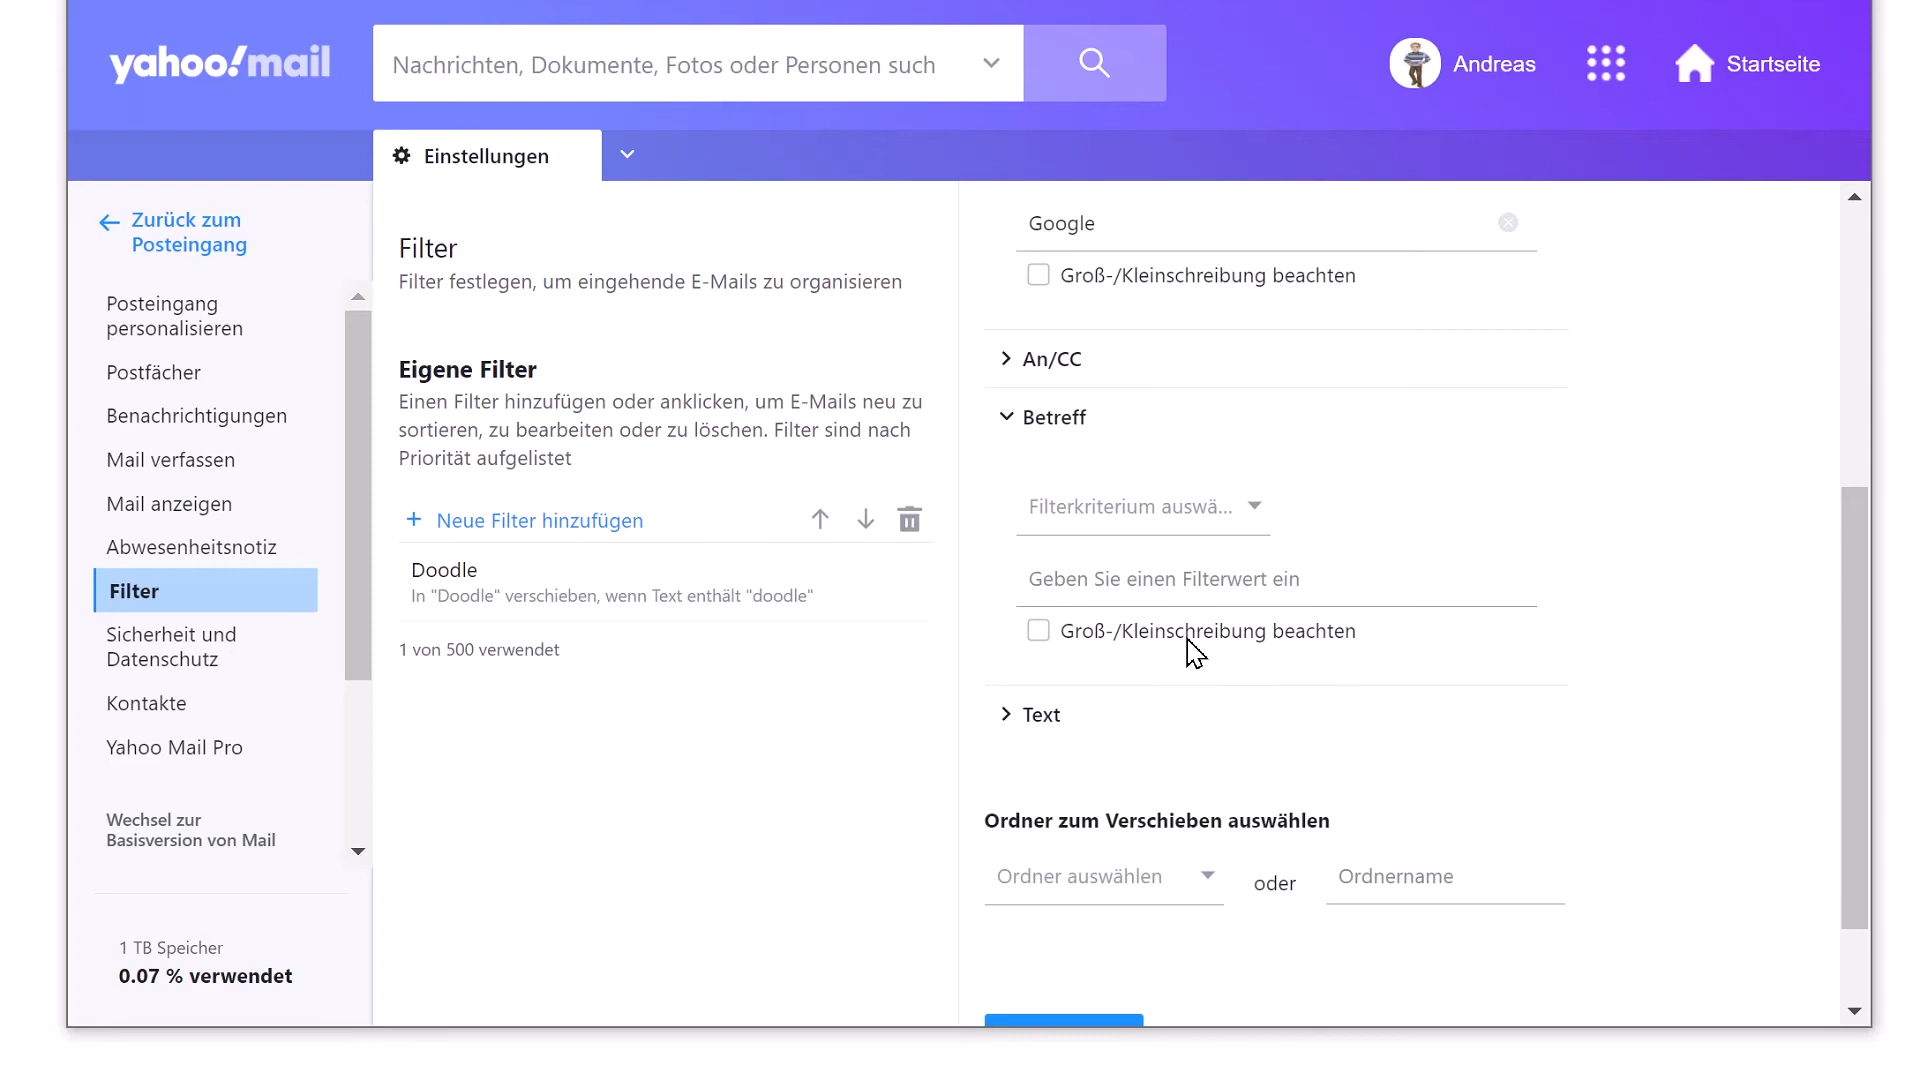 yahoo!mail
Nachrichten, Dokumente, Fotos oder Personen such
Andreas
Startseite
Einstellungen
Zurück zum
Posteingang
Posteingang
personalisieren
Postfächer
Benachrichtigungen
Mail verfassen
Mail anzeigen
Abwesenheitsnotiz
Filter
Sicherheit und
Datenschutz
Kontakte
Yahoo Mail Pro
Wechsel zur
Basisversion von Mail
1 TB Speicher
0.07 % verwendet
Filter
Filter festlegen, um eingehende E-Mails zu organisieren
Eigene Filter
Einen Filter hinzufügen oder anklicken, um E-Mails neu zu
sortieren, zu bearbeiten oder zu löschen. Filter sind nach
Priorität aufgelistet
+ Neue Filter hinzufügen
Doodle
In "Doodle" verschieben, wenn Text enthält "doodle"
1 von 500 verwendet
Google
Groß-/Kleinschreibung beachten
An/CC
Betreff
Filterkriterium auswä...
Geben Sie einen Filterwert ein
Groß-/Kleinschreibung beachten
Text
Ordner zum Verschieben auswählen
Ordner auswählen
oder
Ordnername